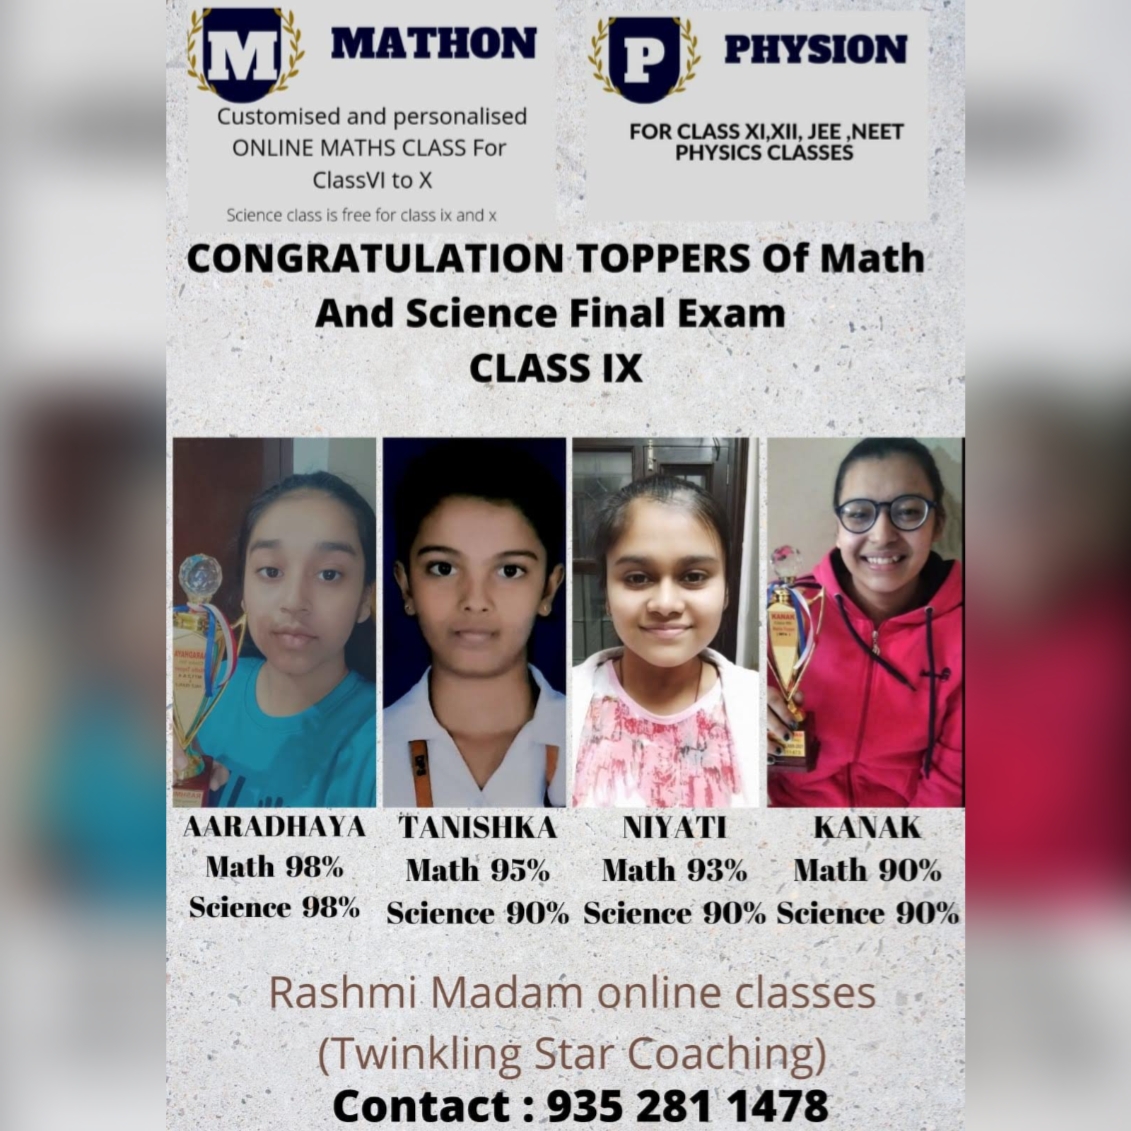 M MATHON
Customised and personalised
ONLINE MATHS CLASS For
ClassVI to X
Science class is free for class ix and x
P PHYSION
FOR CLASS XI,XII, JEE ,NEET
PHYSICS CLASSES
CONGRATULATION TOPPERS Of Math
And Science Final Exam
CLASS IX
KANAK
AARADHAYA
Math 98%
Science 98%
TANISHKA
Math 95%
Science 90%
NIYATI
Math 93%
Science 90%
KANAK
Math 90%
Science 90%
Rashmi Madam online classes
(Twinkling Star Coaching)
Contact : 935 281 1478